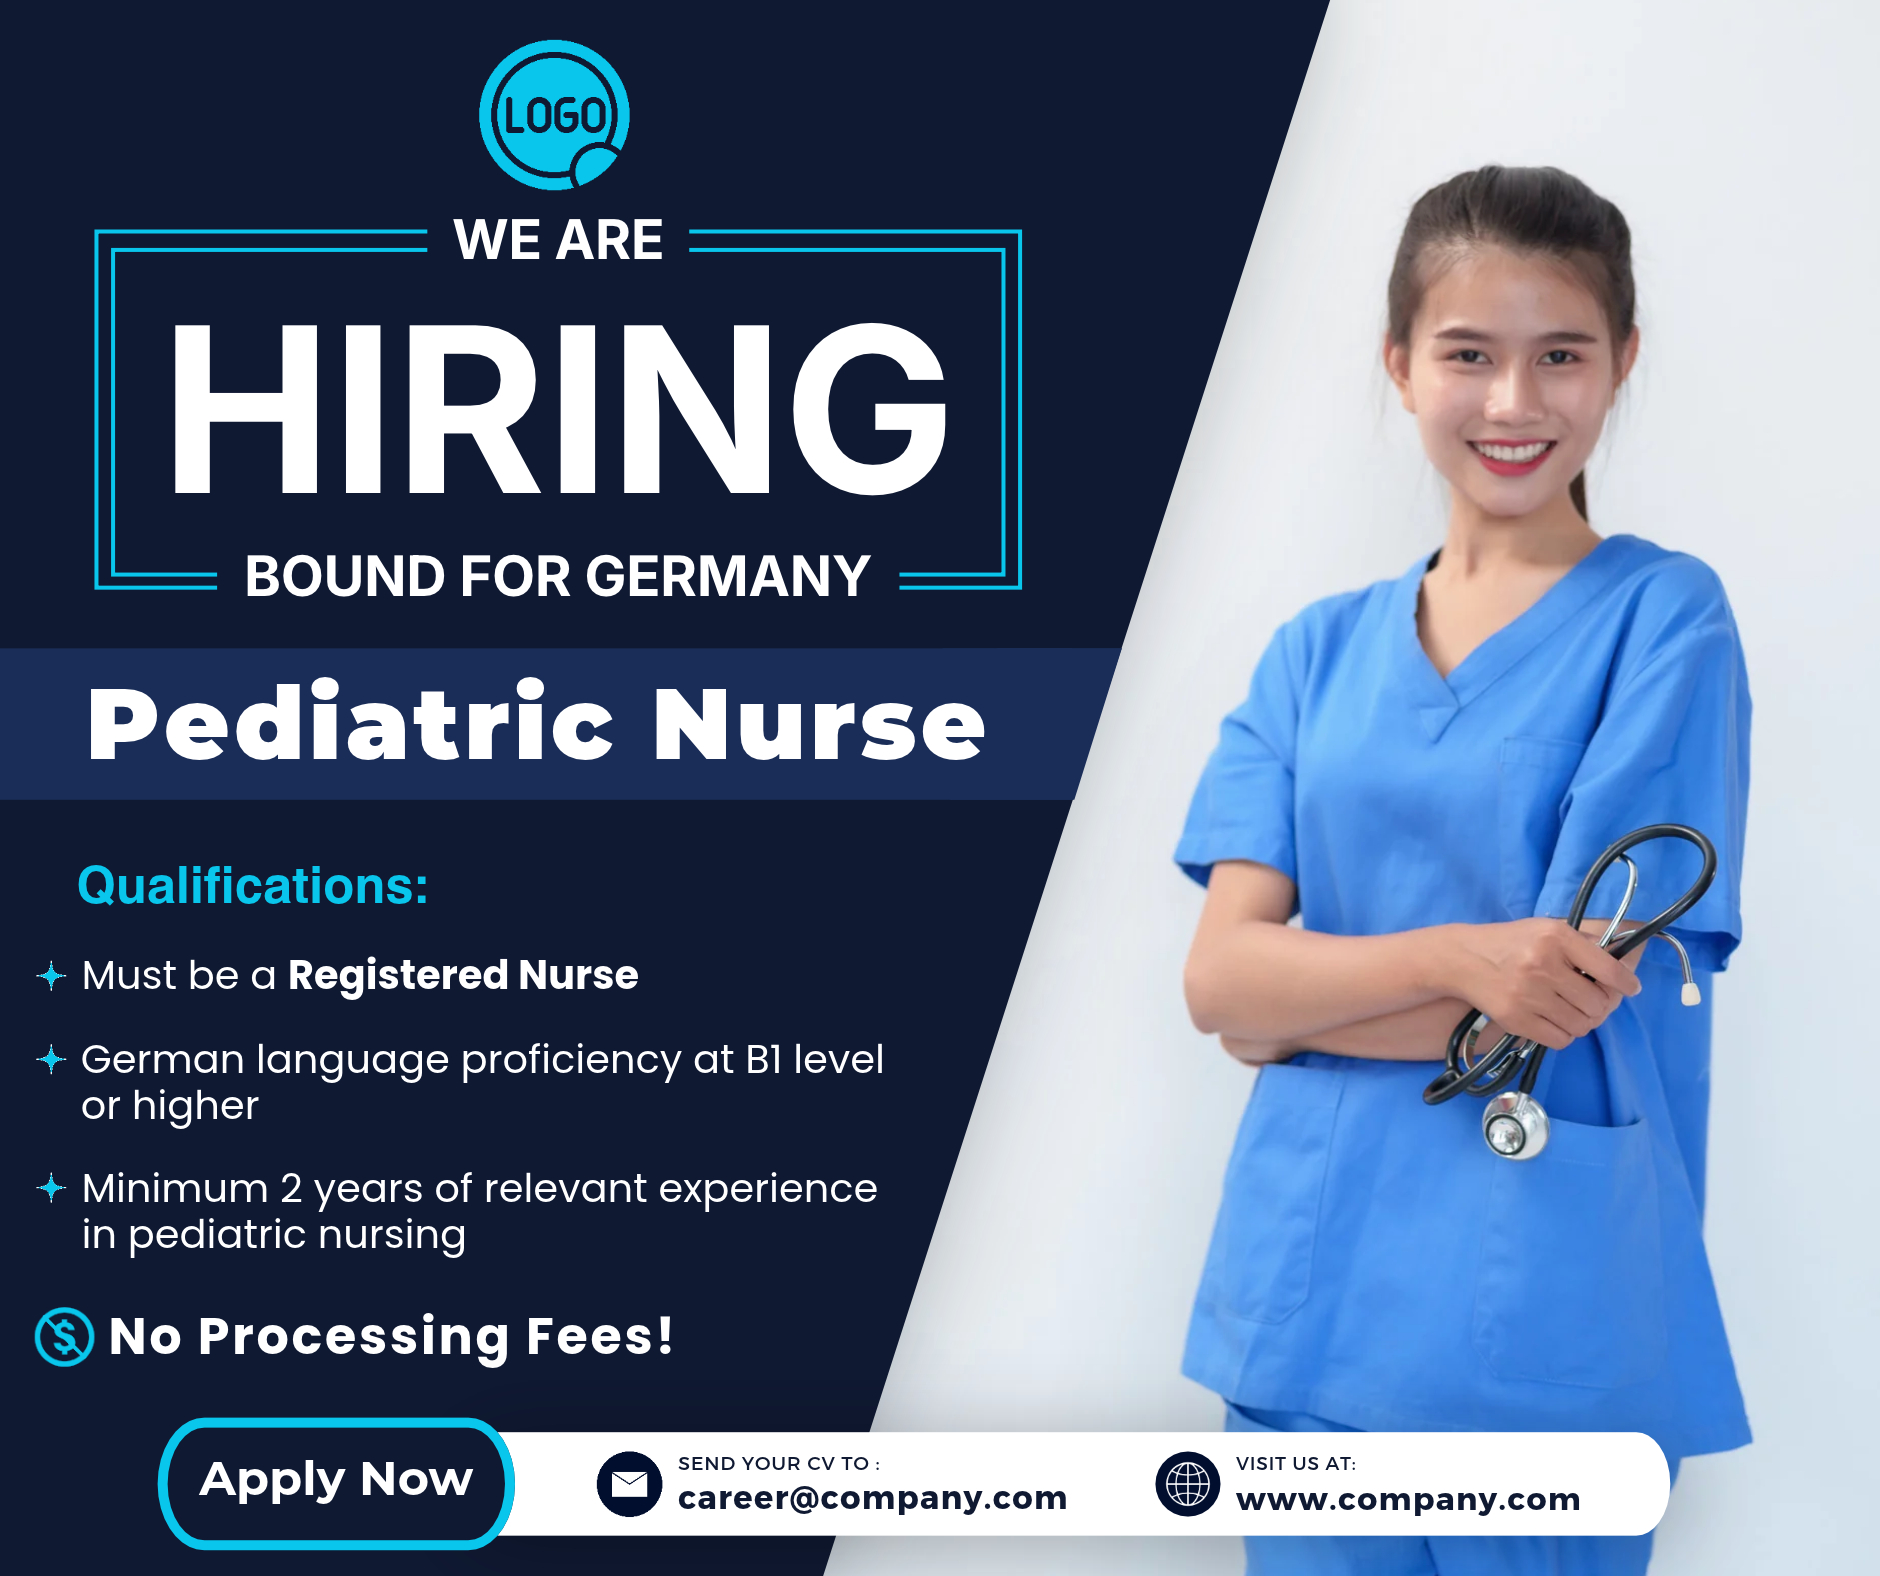 LOGO
WE ARE
HIRING
BOUND FOR GERMANY
Pediatric Nurse
Qualifications:
Must be a Registered Nurse
German language proficiency at B1 level
or higher
Minimum 2 years of relevant experience
in pediatric nursing
No Processing Fees!
Apply Now
SEND YOUR CV TO :
career@company.com
VISIT US AT:
www.company.com